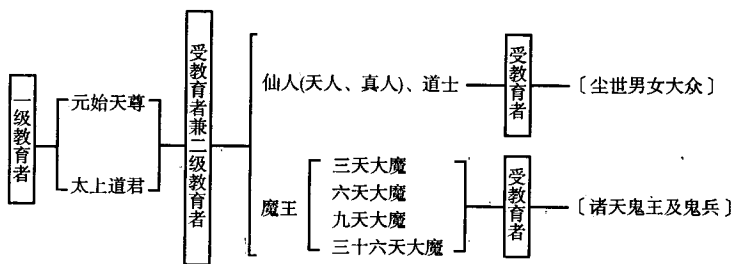 一级教育者
元始天尊
太上道君
受教育者兼二级教育者
仙人(天人、真人)、道士
受教育者
〔尘世男女大众〕
魔王
三天大魔
六天大魔
九天大魔
三十六天大魔
受教育者
〔诸天鬼王及鬼兵〕